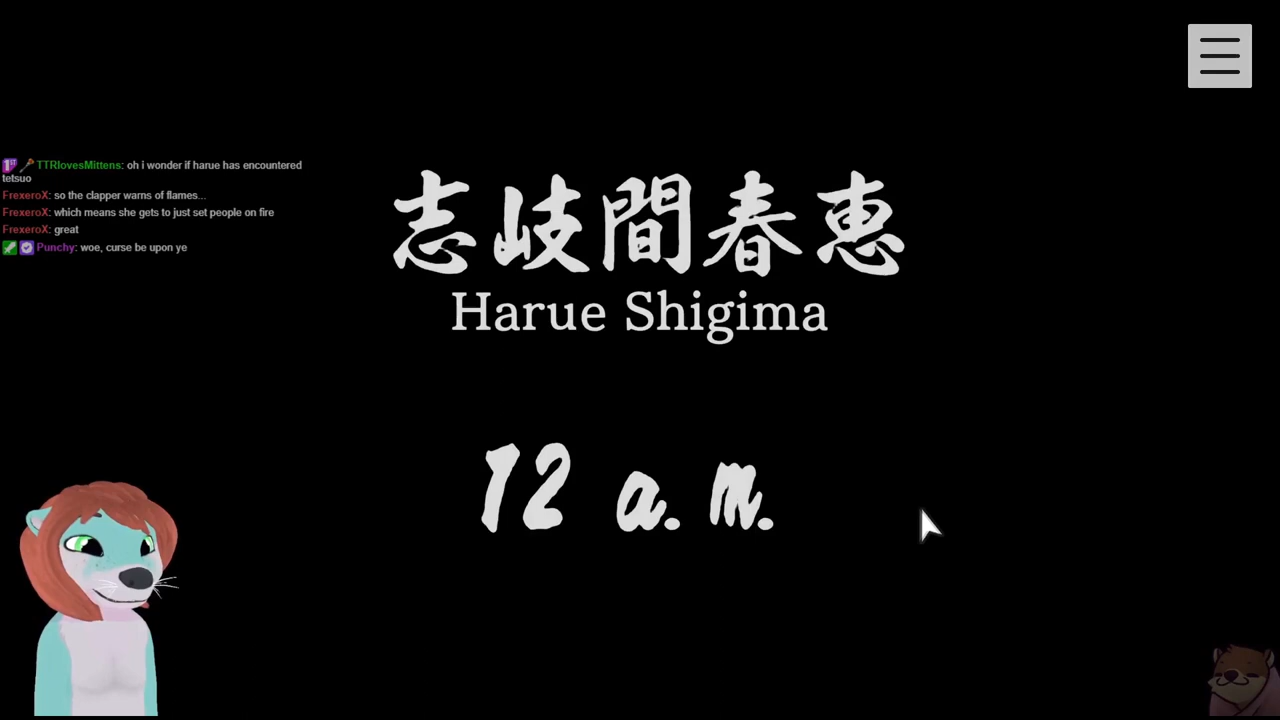 TTRlovesMittens: oh i wonder if harue has encountered
tetsuo
FrexeroX: so the clapper warns of flames...
FrexeroX: which means she gets to just set people on fire
FrexeroX: great
Punchy: woe, curse be upon ye
志岐間春恵
Harue Shigima
12 a.m.